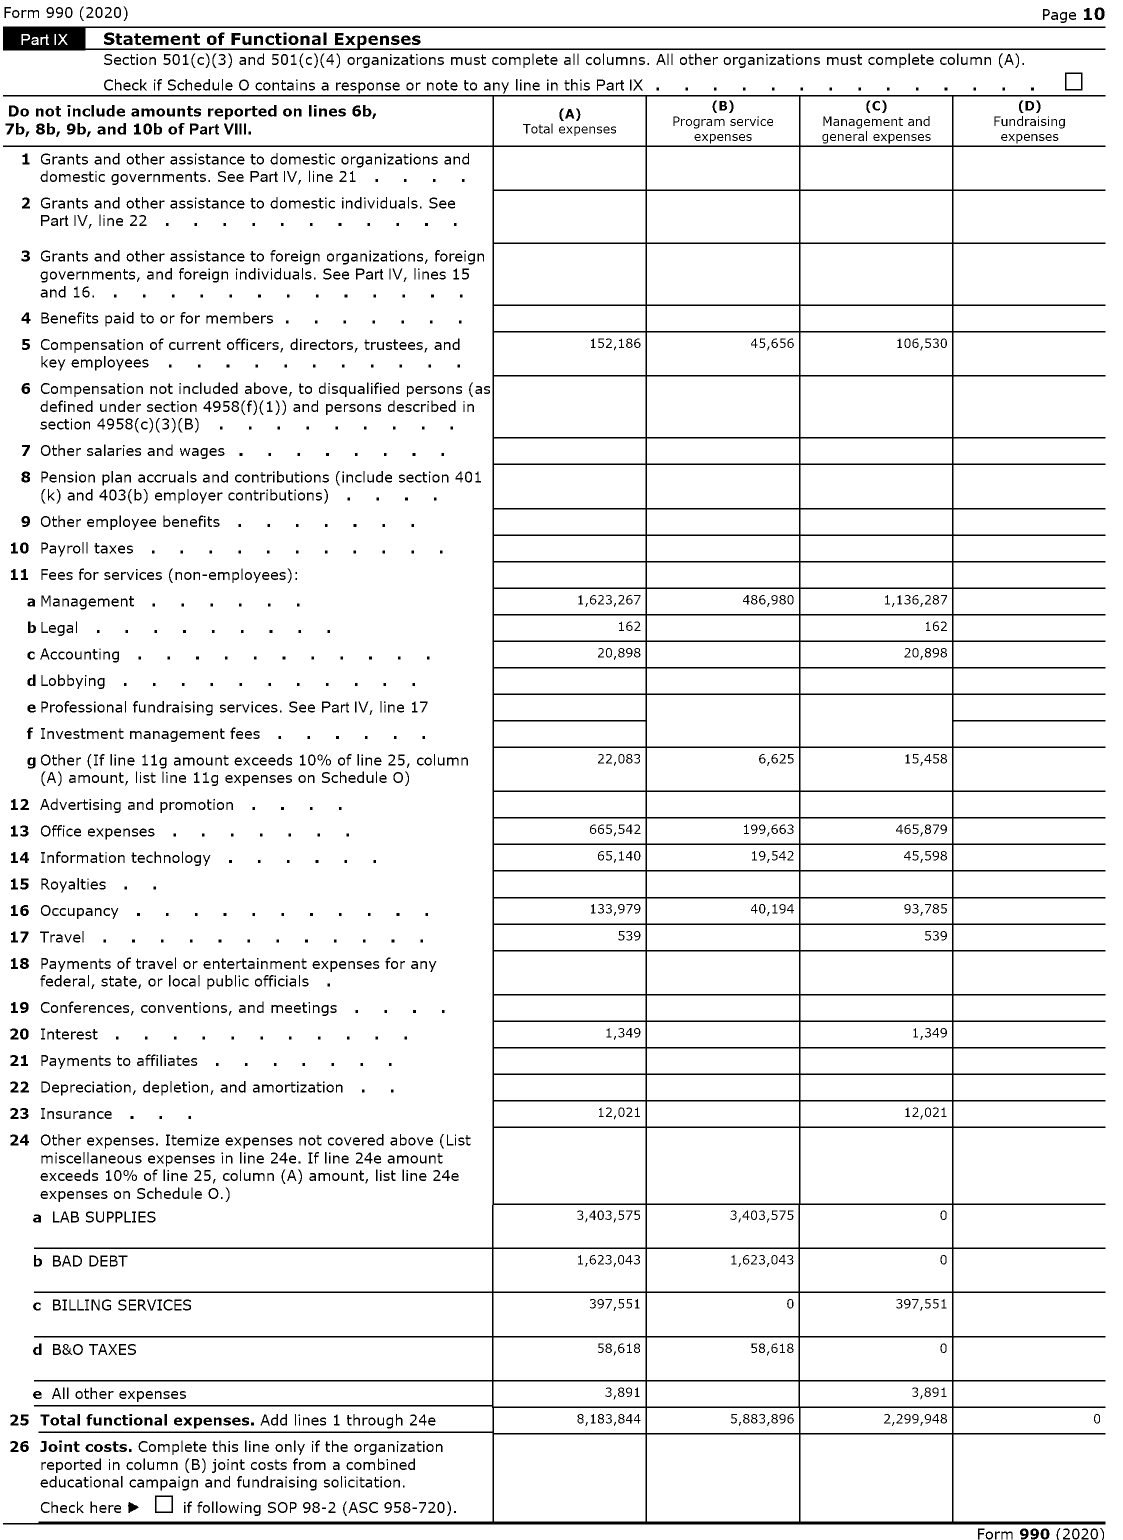 Form 990 (2020) Page 10
Part IX Statement of Functional Expenses
Section 501(c)(3) and 501(c)(4) organizations must complete all columns. All other organizations must complete column (A).
Check if Schedule O contains a response or note to any line in this Part IX . . . . . . . . . . . . . . ☐
Do not include amounts reported on lines 6b,
7b, 8b, 9b, and 10b of Part VIII.
(A)
Total expenses
(B)
Program service
expenses
(C)
Management and
general expenses
(D)
Fundraising
expenses
1 Grants and other assistance to domestic organizations and
domestic governments. See Part IV, line 21 . . . .
2 Grants and other assistance to domestic individuals. See
Part IV, line 22 . . . . . . . . . . .
3 Grants and other assistance to foreign organizations, foreign
governments, and foreign individuals. See Part IV, lines 15
and 16. . . . . . . . . . . . . .
4 Benefits paid to or for members . . . . . . .
5 Compensation of current officers, directors, trustees, and 152,186 45,656 106,530
key employees . . . . . . . . . . .
6 Compensation not included above, to disqualified persons (as
defined under section 4958(f)(1)) and persons described in
section 4958(c)(3)(B) . . . . . . . . .
7 Other salaries and wages . . . . . . . .
8 Pension plan accruals and contributions (include section 401
(k) and 403(b) employer contributions) . . . .
9 Other employee benefits . . . . . . .
10 Payroll taxes . . . . . . . . . . .
11 Fees for services (non-employees):
a Management . . . . . . 1,623,267 486,980 1,136,287
b Legal . . . . . . . . . 162 162
c Accounting . . . . . . . . . . . 20,898 20,898
d Lobbying . . . . . . . . . . .
e Professional fundraising services. See Part IV, line 17
f Investment management fees . . . . . .
g Other (If line 11g amount exceeds 10% of line 25, column 22,083 6,625 15,458
(A) amount, list line 11g expenses on Schedule O)
12 Advertising and promotion . . . .
13 Office expenses . . . . . . . 665,542 199,663 465,879
14 Information technology . . . . . . 65,140 19,542 45,598
15 Royalties . .
16 Occupancy . . . . . . . . . . . 133,979 40,194 93,785
17 Travel . . . . . . . . . . . . 539 539
18 Payments of travel or entertainment expenses for any
federal, state, or local public officials .
19 Conferences, conventions, and meetings . . . .
20 Interest . . . . . . . . . . . 1,349 1,349
21 Payments to affiliates . . . . . . .
22 Depreciation, depletion, and amortization . .
23 Insurance . . . 12,021 12,021
24 Other expenses. Itemize expenses not covered above (List
miscellaneous expenses in line 24e. If line 24e amount
exceeds 10% of line 25, column (A) amount, list line 24e
expenses on Schedule O.)
a LAB SUPPLIES 3,403,575 3,403,575 0
b BAD DEBT 1,623,043 1,623,043 0
c BILLING SERVICES 397,551 0 397,551
d B&O TAXES 58,618 58,618 0
e All other expenses 3,891 3,891
25 Total functional expenses. Add lines 1 through 24e 8,183,844 5,883,896 2,299,948 0
26 Joint costs. Complete this line only if the organization
reported in column (B) joint costs from a combined
educational campaign and fundraising solicitation.
Check here ▶ ☐ if following SOP 98-2 (ASC 958-720).
Form 990 (2020)